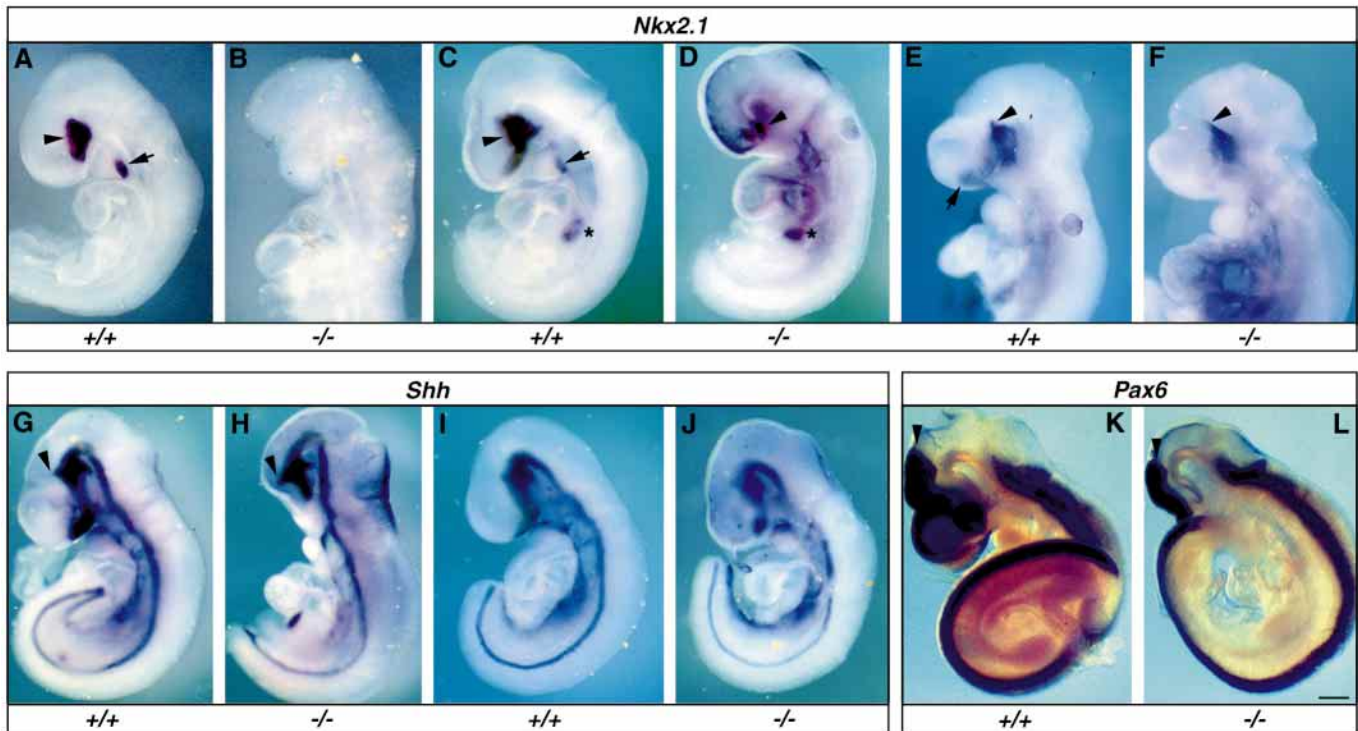 Nkx2.1
A B C D E F
* *
+/+ -/- +/+ -/- +/+ -/-
Shh Pax6
G H I J K L
+/+ -/- +/+ -/- +/+ -/-